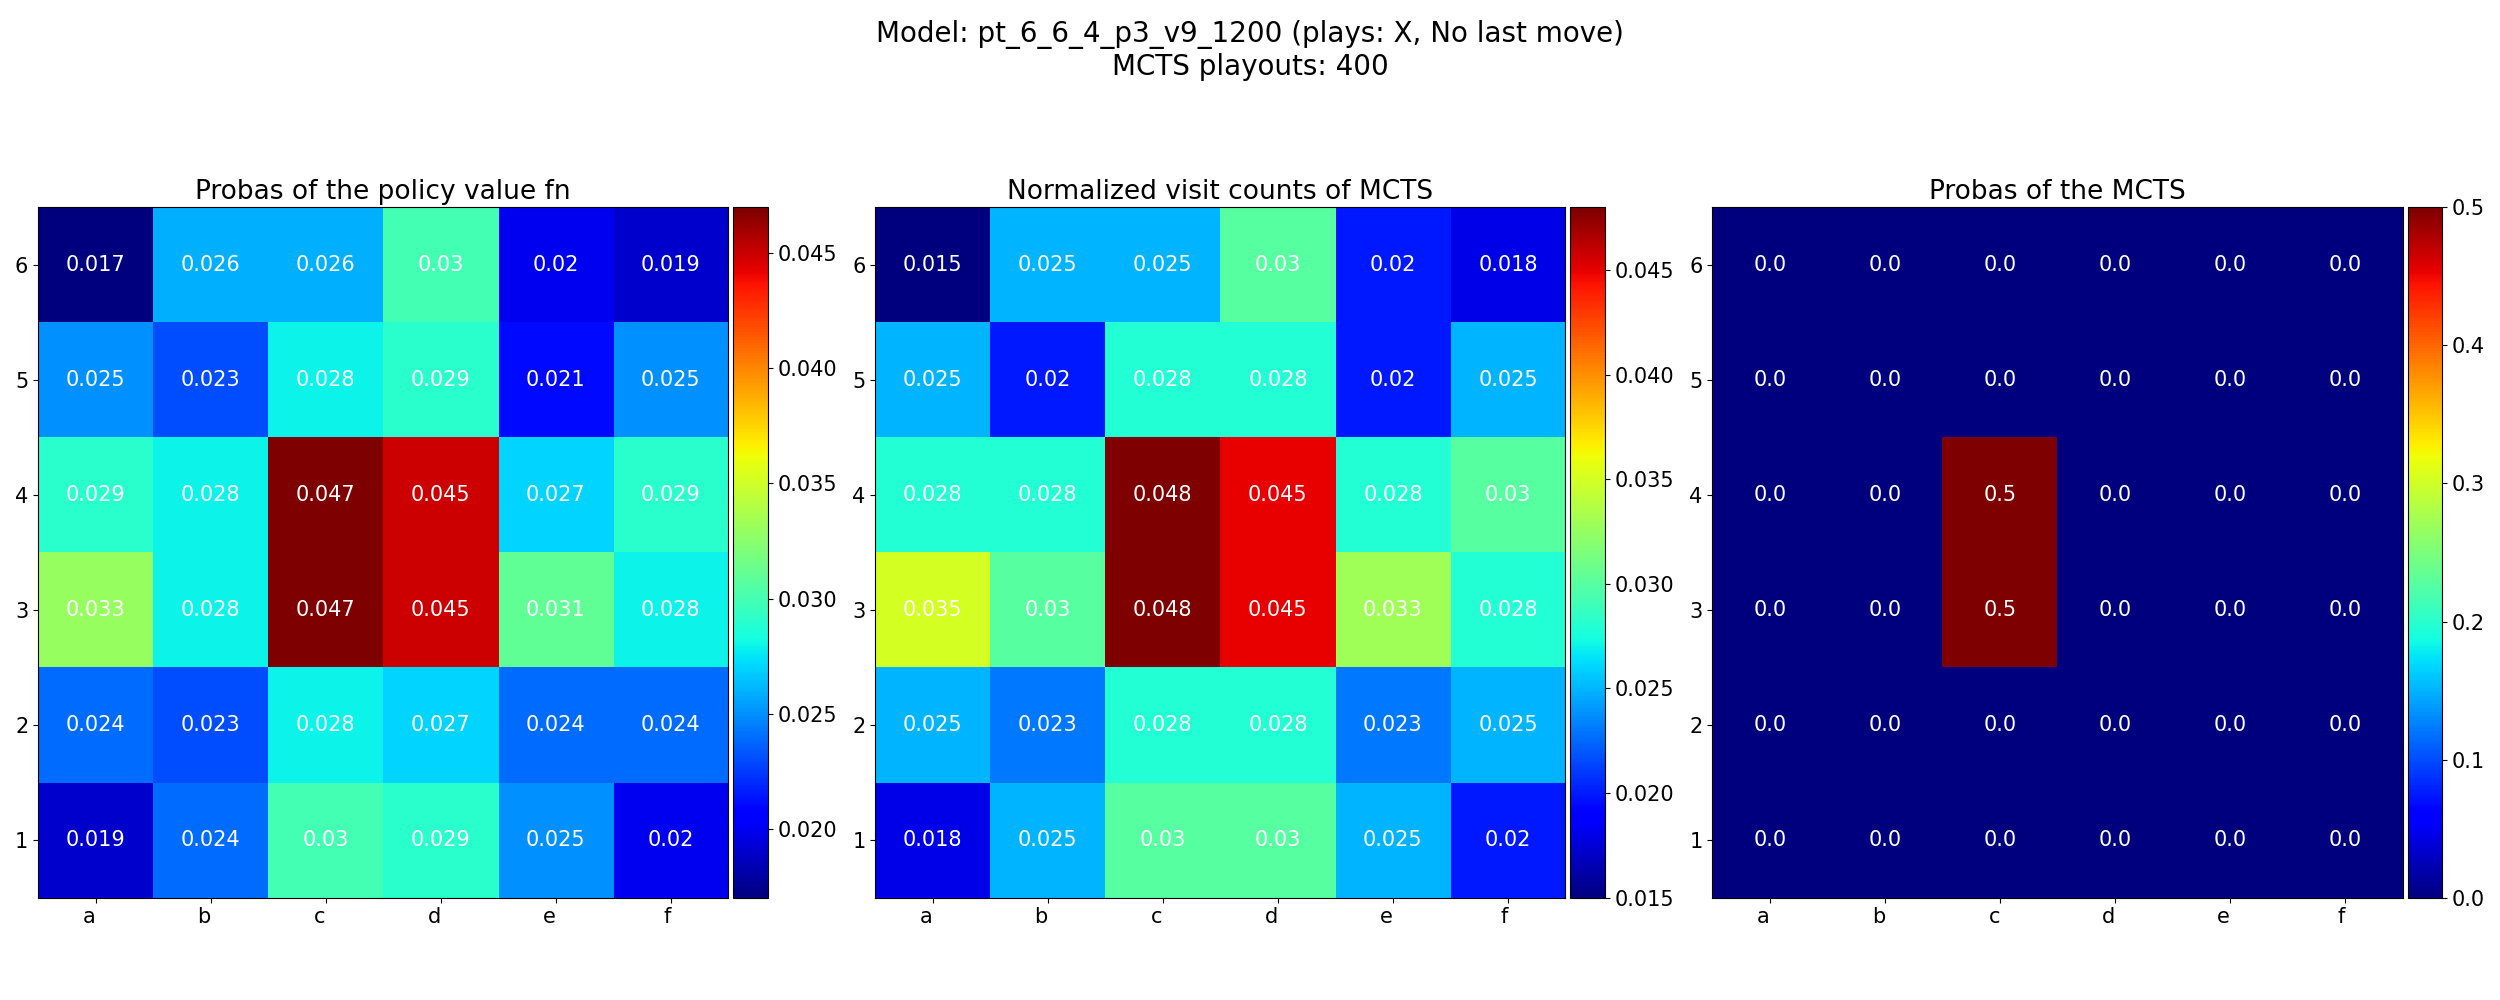 Model: pt_6_6_4_p3_v9_1200 (plays: X, No last move)
MCTS playouts: 400
Probas of the policy value fn
6 0.017 0.026 0.026 0.03 0.02 0.019
5 0.025 0.023 0.028 0.029 0.021 0.025
4 0.029 0.028 0.047 0.045 0.027 0.029
3 0.033 0.028 0.047 0.045 0.031 0.028
2 0.024 0.023 0.028 0.027 0.024 0.024
1 0.019 0.024 0.03 0.029 0.025 0.02
a b c d e f
0.045
0.040
0.035
0.030
0.025
0.020
Normalized visit counts of MCTS
6 0.015 0.025 0.025 0.03 0.02 0.018
5 0.025 0.02 0.028 0.028 0.02 0.025
4 0.028 0.028 0.048 0.045 0.028 0.03
3 0.035 0.03 0.048 0.045 0.033 0.028
2 0.025 0.023 0.028 0.028 0.023 0.025
1 0.018 0.025 0.03 0.03 0.025 0.02
a b c d e f
0.045
0.040
0.035
0.030
0.025
0.020
0.015
Probas of the MCTS
6 0.0 0.0 0.0 0.0 0.0 0.0
5 0.0 0.0 0.0 0.0 0.0 0.0
4 0.0 0.0 0.5 0.0 0.0 0.0
3 0.0 0.0 0.5 0.0 0.0 0.0
2 0.0 0.0 0.0 0.0 0.0 0.0
1 0.0 0.0 0.0 0.0 0.0 0.0
a b c d e f
0.5
0.4
0.3
0.2
0.1
0.0